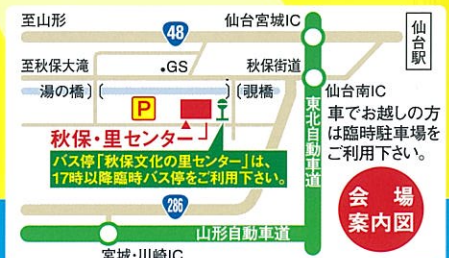 至山形
48
仙台宮城IC
仙台駅
至秋保大滝
•GS
秋保街道
湯の橋
覗橋
仙台南IC
P
車でお越しの方
は臨時駐車場を
ご利用下さい。
秋保・里センター
東北自動車道
バス停「秋保文化の里センター」は、
17時以降臨時バス停をご利用下さい。
286
会場
案内図
山形自動車道
宮城・川崎IC